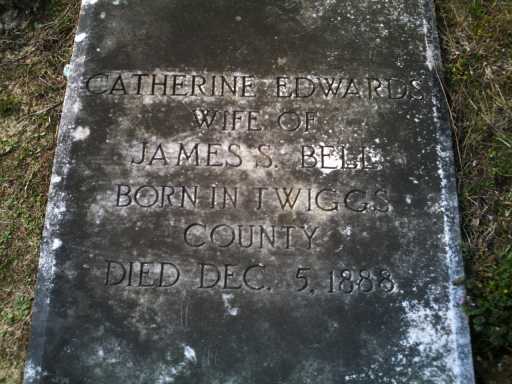 CATHERINE EDWARDS
WIFE OF
JAMES S. BELL
BORN IN TWIGGS
COUNTY
DIED DEC. 5, 1888